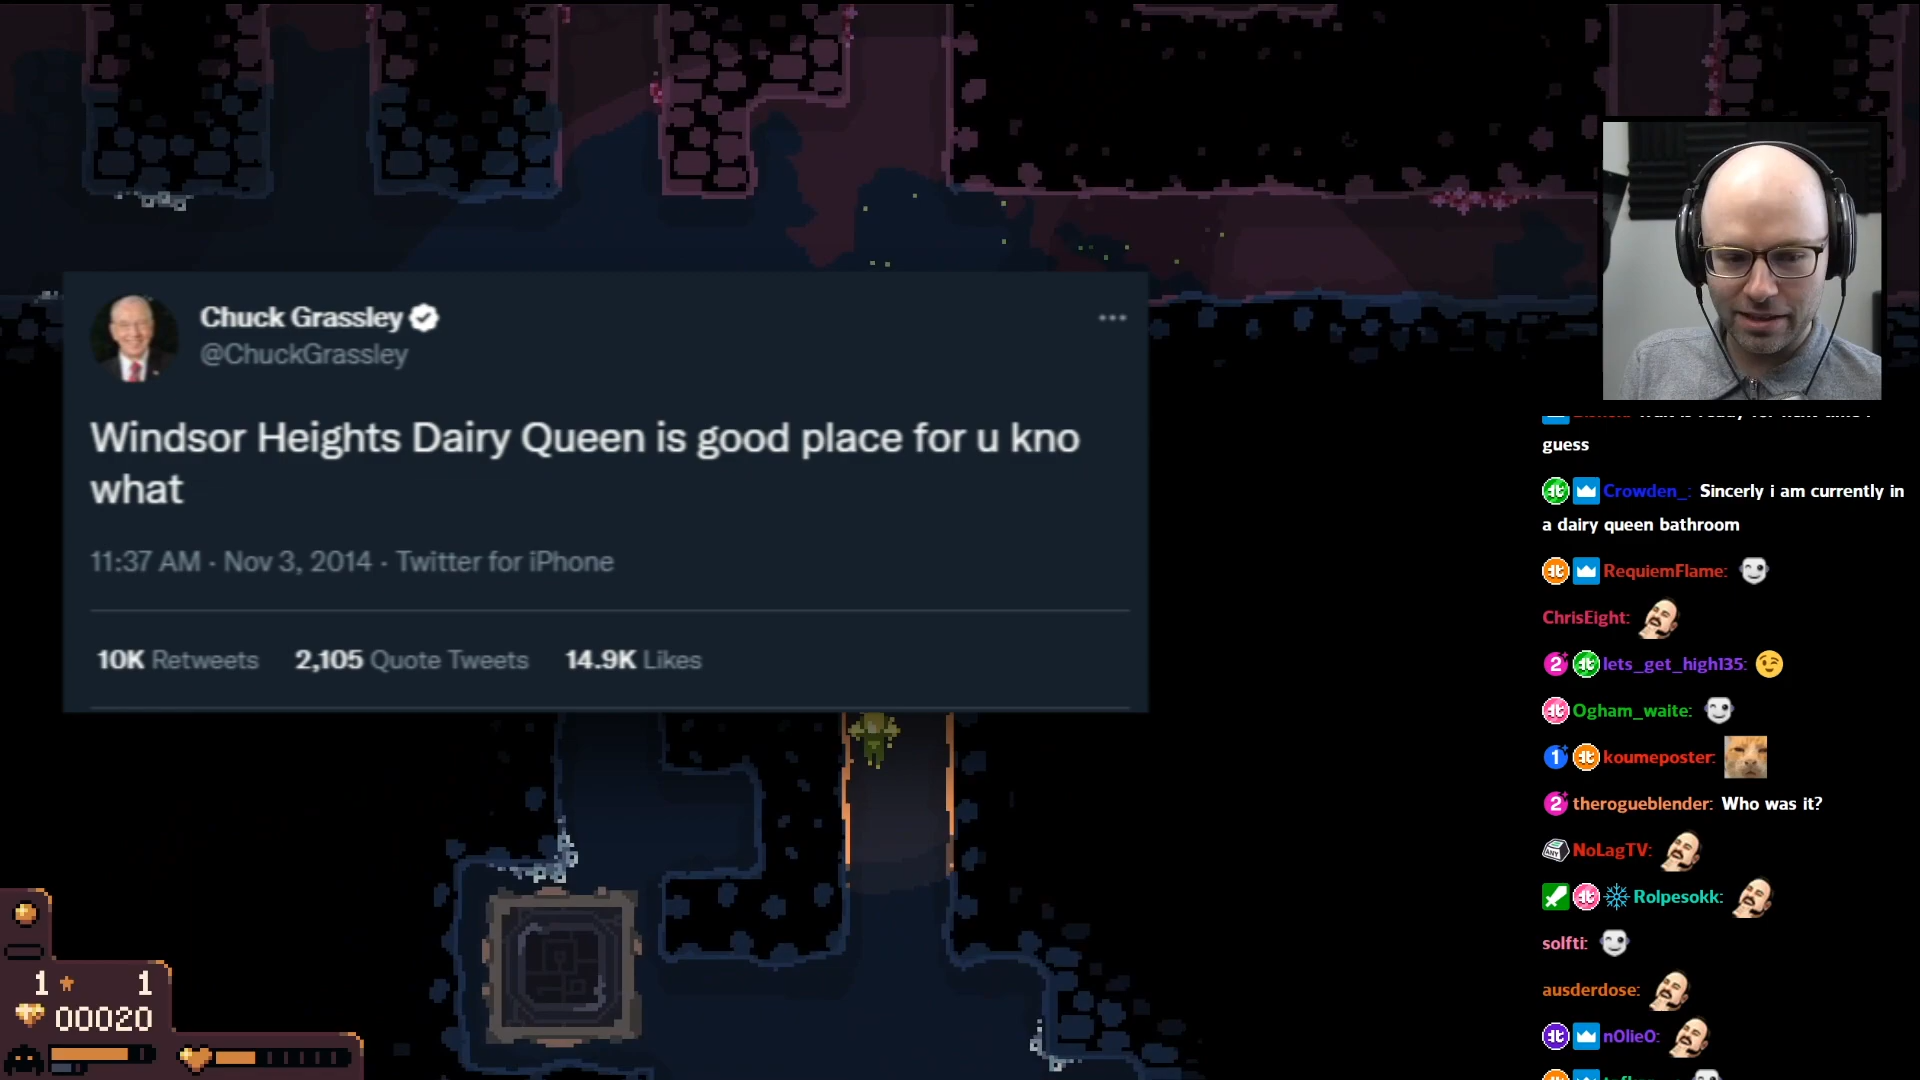 Chuck Grassley
@ChuckGrassley
Windsor Heights Dairy Queen is good place for u kno
what
11:37 AM · Nov 3, 2014 · Twitter for iPhone
10K Retweets 2,105 Quote Tweets 14.9K Likes
guess
Crowden_: Sincerly i am currently in
a dairy queen bathroom
RequiemFlame:
ChrisEight:
2 lets_get_high135:
Ogham_waite:
1 koumeposter:
2 therogueblender: Who was it?
NoLagTV:
Rolpesokk:
solfti:
ausderdose:
n0lieO:
1 1
00020